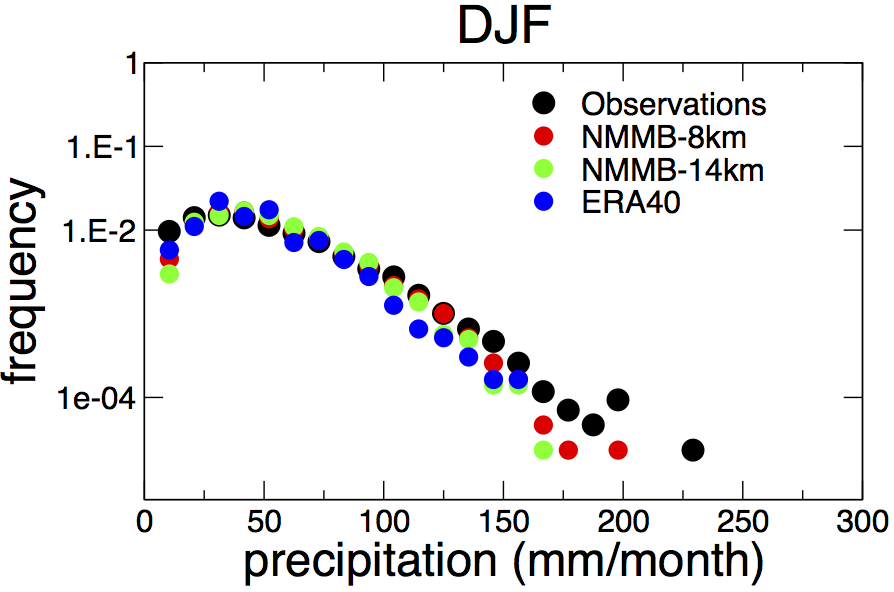 DJF
1
1.E-1
1.E-2
1e-04
frequency
Observations
NMMB-8km
NMMB-14km
ERA40
0 50 100 150 200 250 300
precipitation (mm/month)